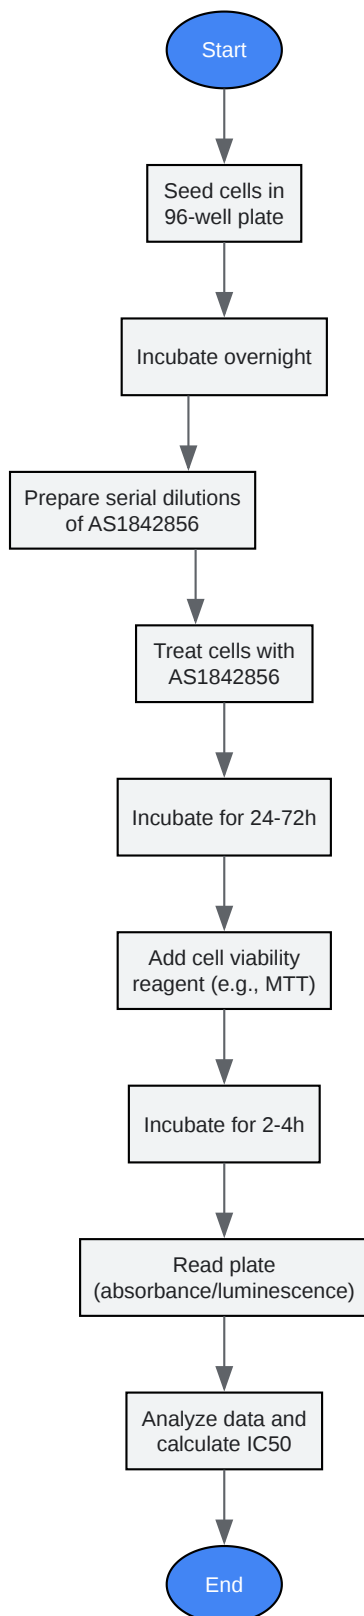 Start
Seed cells in
96-well plate
Incubate overnight
Prepare serial dilutions
of AS1842856
Treat cells with
AS1842856
Incubate for 24-72h
Add cell viability
reagent (e.g., MTT)
Incubate for 2-4h
Read plate
(absorbance/luminescence)
Analyze data and
calculate IC50
End